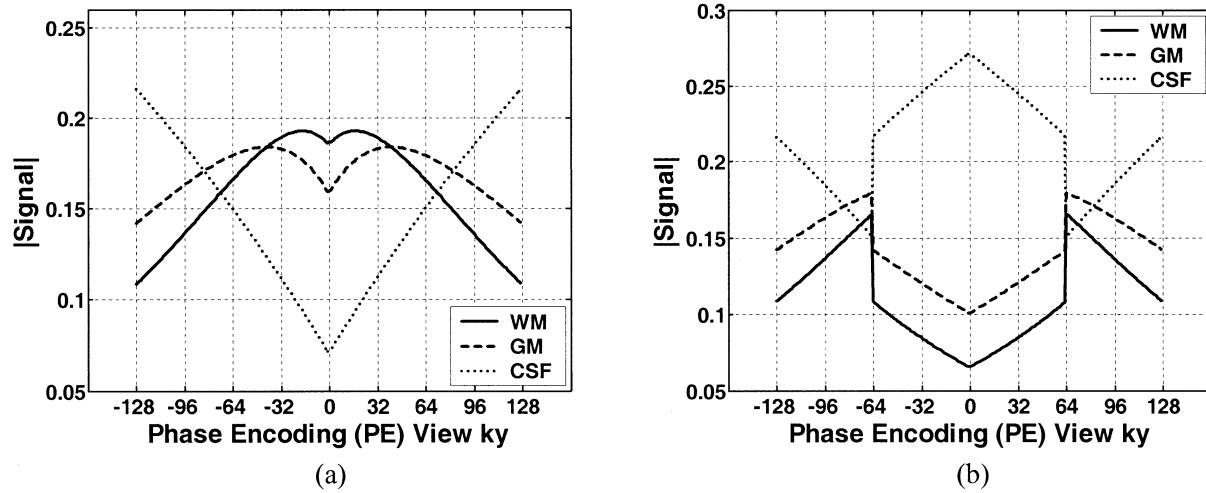 0.25
0.2
0.15
0.1
0.05
|Signal|
-128 -96 -64 -32 0 32 64 96 128
Phase Encoding (PE) View ky
WM
GM
CSF
(a)
0.3
0.25
0.2
0.15
0.1
0.05
|Signal|
-128 -96 -64 -32 0 32 64 96 128
Phase Encoding (PE) View ky
WM
GM
CSF
(b)